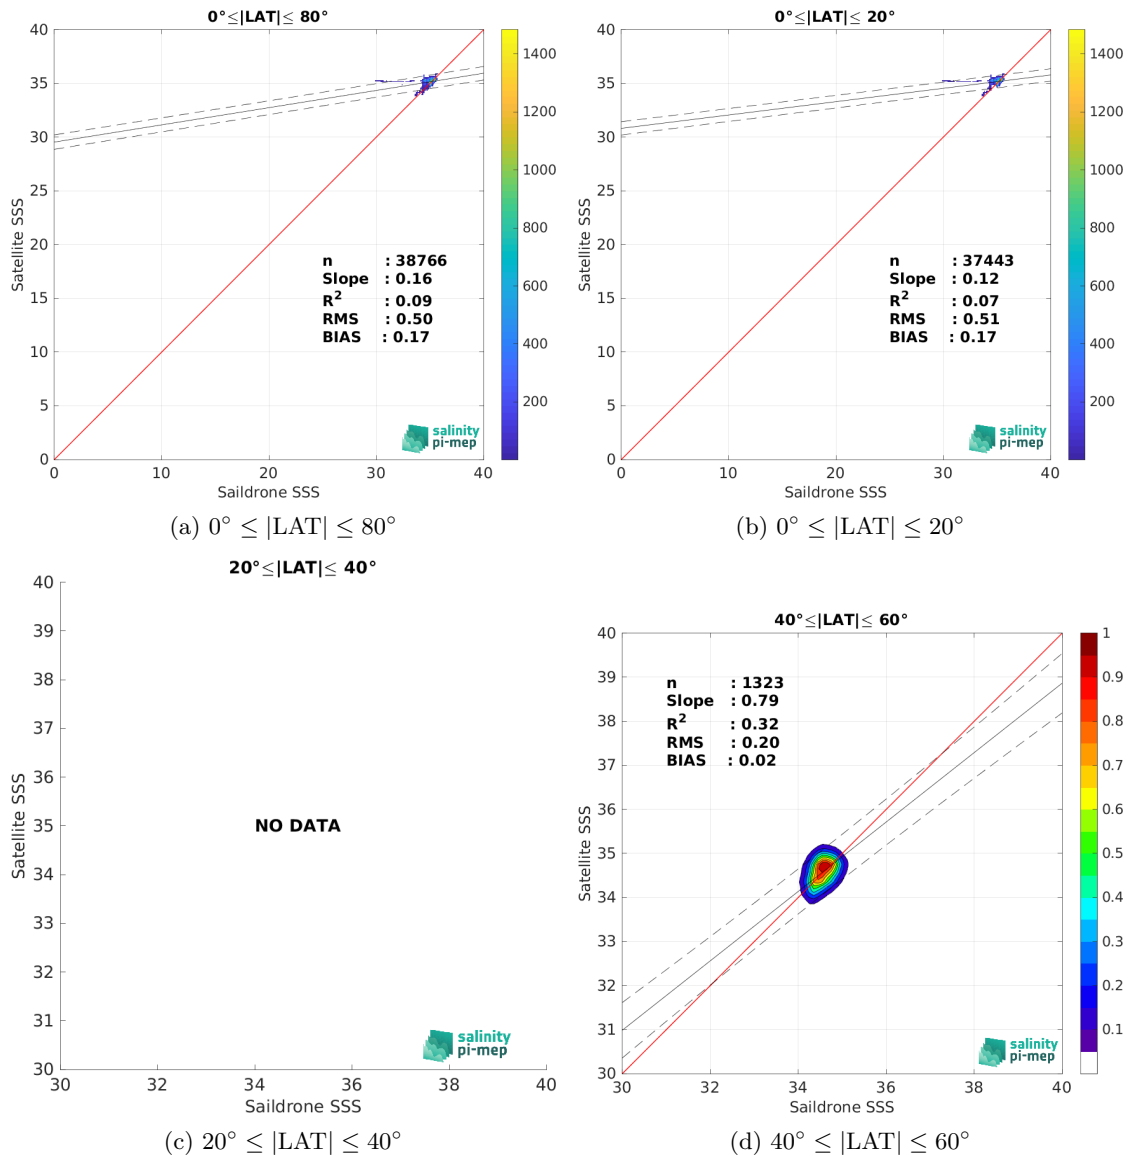 0°≤|LAT|≤ 80°
40
35
30
25
20
15
10
5
0
Satellite SSS
n : 38766
Slope : 0.16
R² : 0.09
RMS : 0.50
BIAS : 0.17
salinity
pi-mep
0 10 20 30 40
Saildrone SSS
1400
1200
1000
800
600
400
200
(a) 0° ≤ |LAT| ≤ 80°
0°≤|LAT|≤ 20°
40
35
30
25
20
15
10
5
0
Satellite SSS
n : 37443
Slope : 0.12
R² : 0.07
RMS : 0.51
BIAS : 0.17
salinity
pi-mep
0 10 20 30 40
Saildrone SSS
1400
1200
1000
800
600
400
200
(b) 0° ≤ |LAT| ≤ 20°
20°≤|LAT|≤ 40°
40
39
38
37
36
35
34
33
32
31
30
Satellite SSS
NO DATA
salinity
pi-mep
30 32 34 36 38 40
Saildrone SSS
(c) 20° ≤ |LAT| ≤ 40°
40°≤|LAT|≤ 60°
40
39
38
37
36
35
34
33
32
31
30
Satellite SSS
n : 1323
Slope : 0.79
R² : 0.32
RMS : 0.20
BIAS : 0.02
salinity
pi-mep
30 32 34 36 38 40
Saildrone SSS
1
0.9
0.8
0.7
0.6
0.5
0.4
0.3
0.2
0.1
(d) 40° ≤ |LAT| ≤ 60°